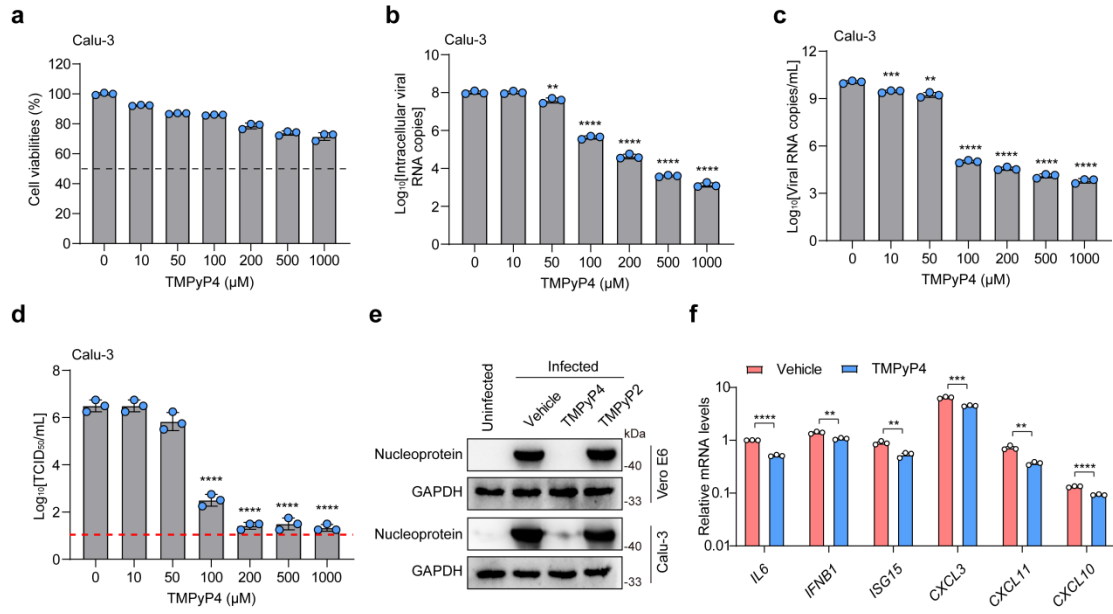 a
Calu-3
Cell viabilities (%)
120
100
80
60
40
20
0
0 10 50 100 200 500 1000
TMPyP4 (µM)
b
Calu-3
Log₁₀[Intracellular viral
RNA copies]
10
8
6
4
2
0
**
****
****
****
****
0 10 50 100 200 500 1000
TMPyP4 (µM)
c
Calu-3
Log₁₀[Viral RNA copies/mL]
12
9
6
3
0
***
**
****
****
****
****
0 10 50 100 200 500 1000
TMPyP4 (µM)
d
Calu-3
Log₁₀[TCID₅₀/mL]
8
6
4
2
0
****
****
****
****
0 10 50 100 200 500 1000
TMPyP4 (µM)
e
Infected
Uninfected
Vehicle
TMPyP4
TMPyP2
kDa
Nucleoprotein
-40
GAPDH
-33
Vero E6
Nucleoprotein
-40
GAPDH
-33
Calu-3
f
Vehicle TMPyP4
Relative mRNA levels
10
1
0.1
0.01
****
**
**
***
**
****
IL6
IFNB1
ISG15
CXCL3
CXCL11
CXCL10